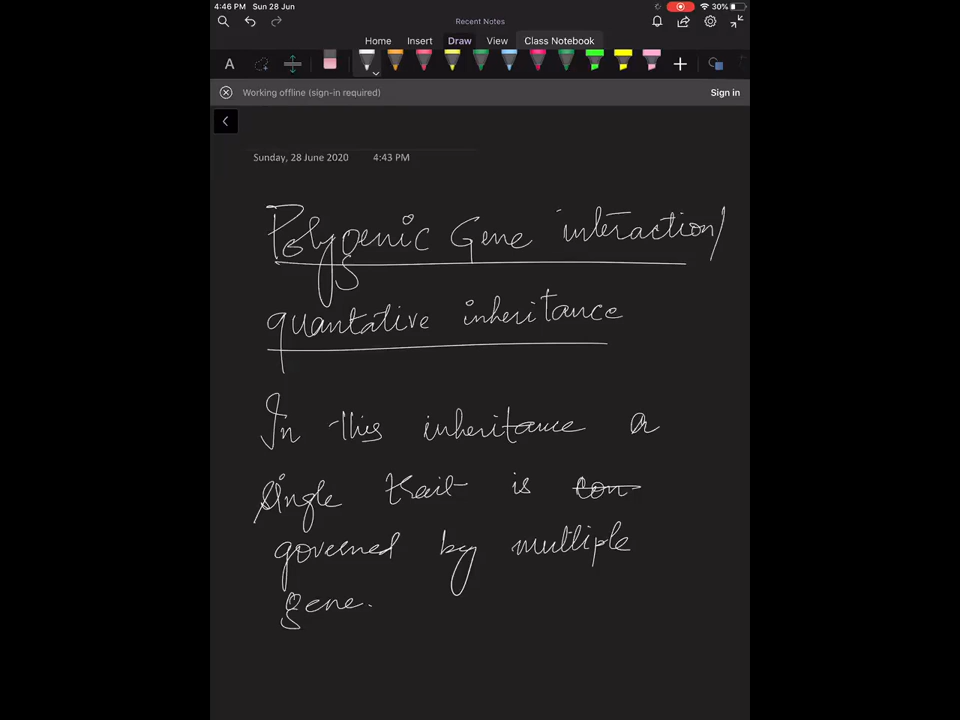 4:46 PM Sun 28 Jun 30%
Recent Notes
Home Insert Draw View Class Notebook
A
Working offline (sign-in required) Sign in
Sunday, 28 June 2020 4:43 PM
Polygenic Gene interaction/
quantative inheritance
In this inheritance a
single trait is con
governed by multiple
gene.